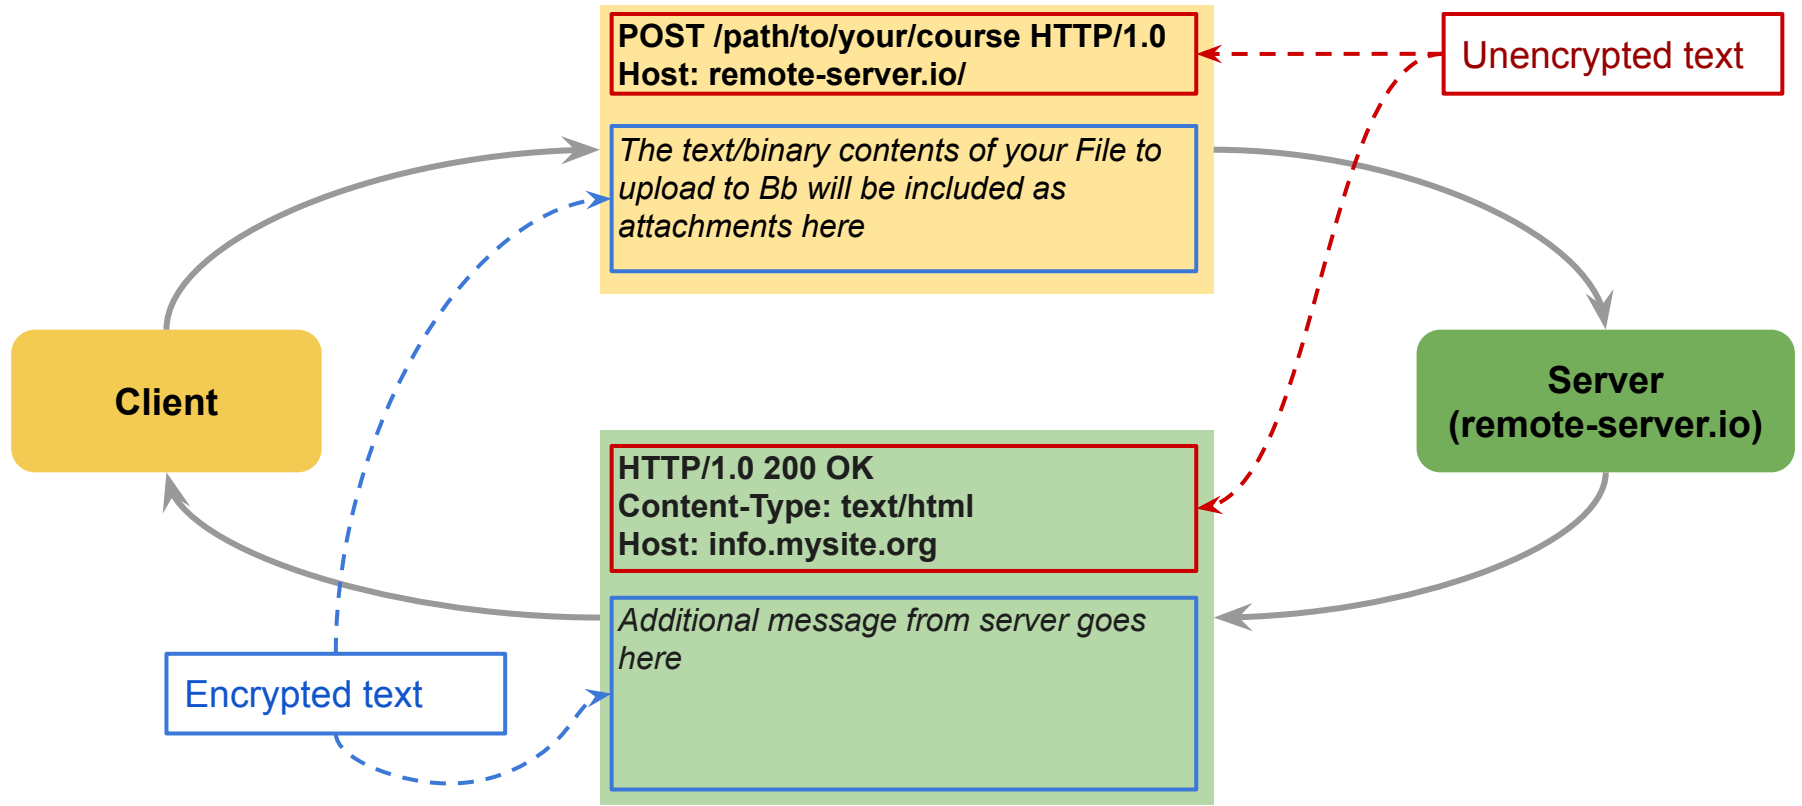 POST /path/to/your/course HTTP/1.0
Host: remote-server.io/
Unencrypted text
The text/binary contents of your File to
upload to Bb will be included as
attachments here
Client
Server
(remote-server.io)
HTTP/1.0 200 OK
Content-Type: text/html
Host: info.mysite.org
Additional message from server goes
here
Encrypted text